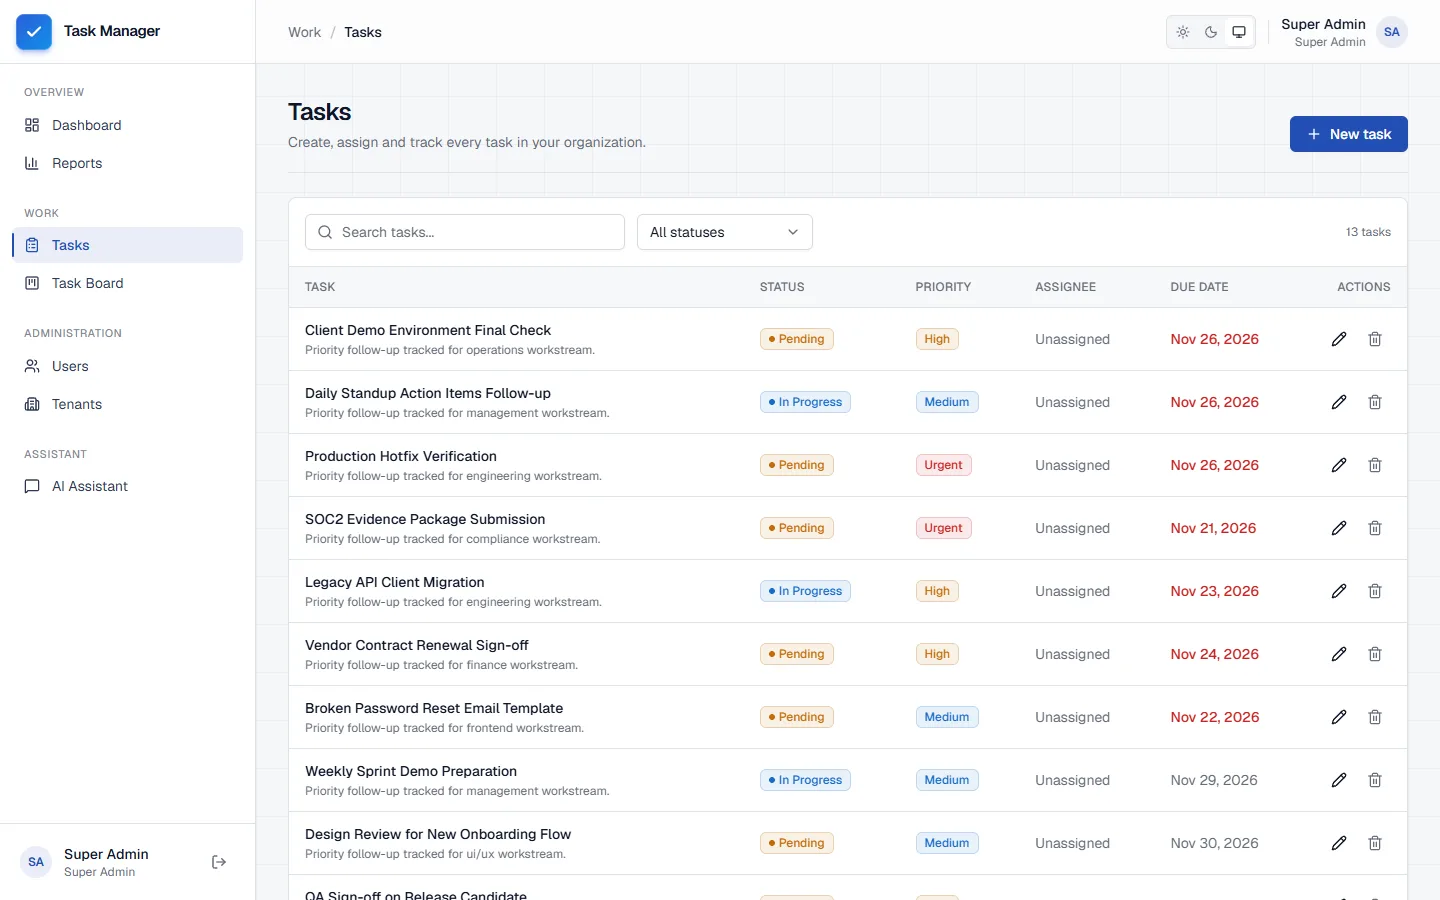 Task Manager
Work / Tasks
Super Admin
Super Admin
SA
OVERVIEW
Dashboard
Reports
WORK
Tasks
Task Board
ADMINISTRATION
Users
Tenants
ASSISTANT
AI Assistant
SA
Super Admin
Super Admin
Tasks
Create, assign and track every task in your organization.
New task
Search tasks...
All statuses
13 tasks
TASK STATUS PRIORITY ASSIGNEE DUE DATE ACTIONS
Client Demo Environment Final Check
Priority follow-up tracked for operations workstream.
Pending High Unassigned Nov 26, 2026
Daily Standup Action Items Follow-up
Priority follow-up tracked for management workstream.
In Progress Medium Unassigned Nov 26, 2026
Production Hotfix Verification
Priority follow-up tracked for engineering workstream.
Pending Urgent Unassigned Nov 26, 2026
SOC2 Evidence Package Submission
Priority follow-up tracked for compliance workstream.
Pending Urgent Unassigned Nov 21, 2026
Legacy API Client Migration
Priority follow-up tracked for engineering workstream.
In Progress High Unassigned Nov 23, 2026
Vendor Contract Renewal Sign-off
Priority follow-up tracked for finance workstream.
Pending High Unassigned Nov 24, 2026
Broken Password Reset Email Template
Priority follow-up tracked for frontend workstream.
Pending Medium Unassigned Nov 22, 2026
Weekly Sprint Demo Preparation
Priority follow-up tracked for management workstream.
In Progress Medium Unassigned Nov 29, 2026
Design Review for New Onboarding Flow
Priority follow-up tracked for ui/ux workstream.
Pending Medium Unassigned Nov 30, 2026
QA Sign-off on Release Candidate